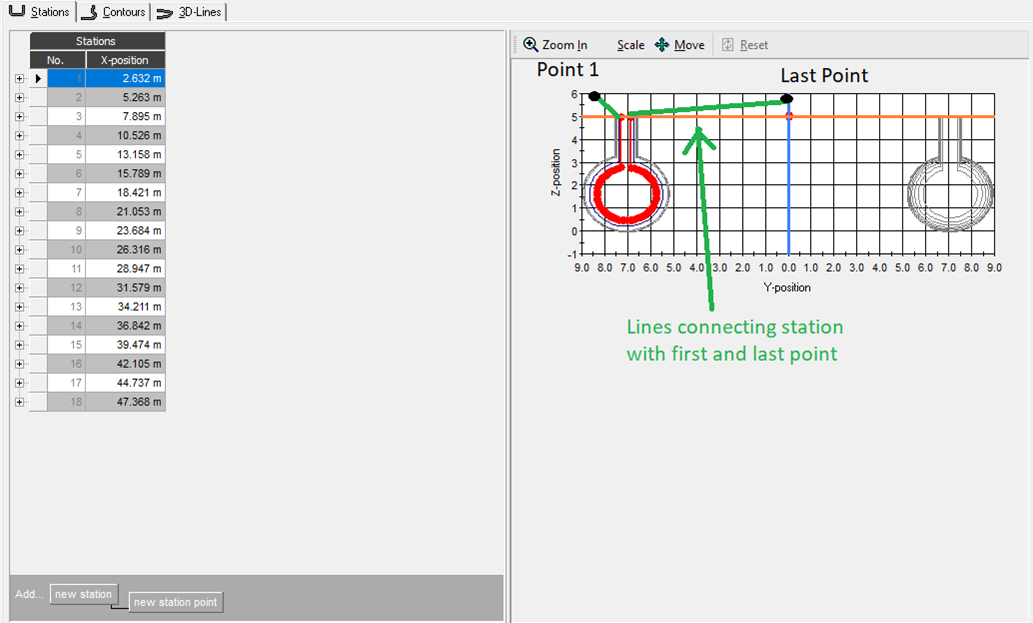 Stations Contours 3D-Lines
Stations
No. X-position
1 2.632 m
2 5.263 m
3 7.895 m
4 10.526 m
5 13.158 m
6 15.789 m
7 18.421 m
8 21.053 m
9 23.684 m
10 26.316 m
11 28.947 m
12 31.579 m
13 34.211 m
14 36.842 m
15 39.474 m
16 42.105 m
17 44.737 m
18 47.368 m
Add... new station
new station point
Zoom In Scale Move Reset
Point 1
Last Point
6
5
4
3
2
1
0
-1
Z-position
9.0 8.0 7.0 6.0 5.0 4.0 3.0 2.0 1.0 0.0 1.0 2.0 3.0 4.0 5.0 6.0 7.0 8.0 9.0
Y-position
Lines connecting station
with first and last point